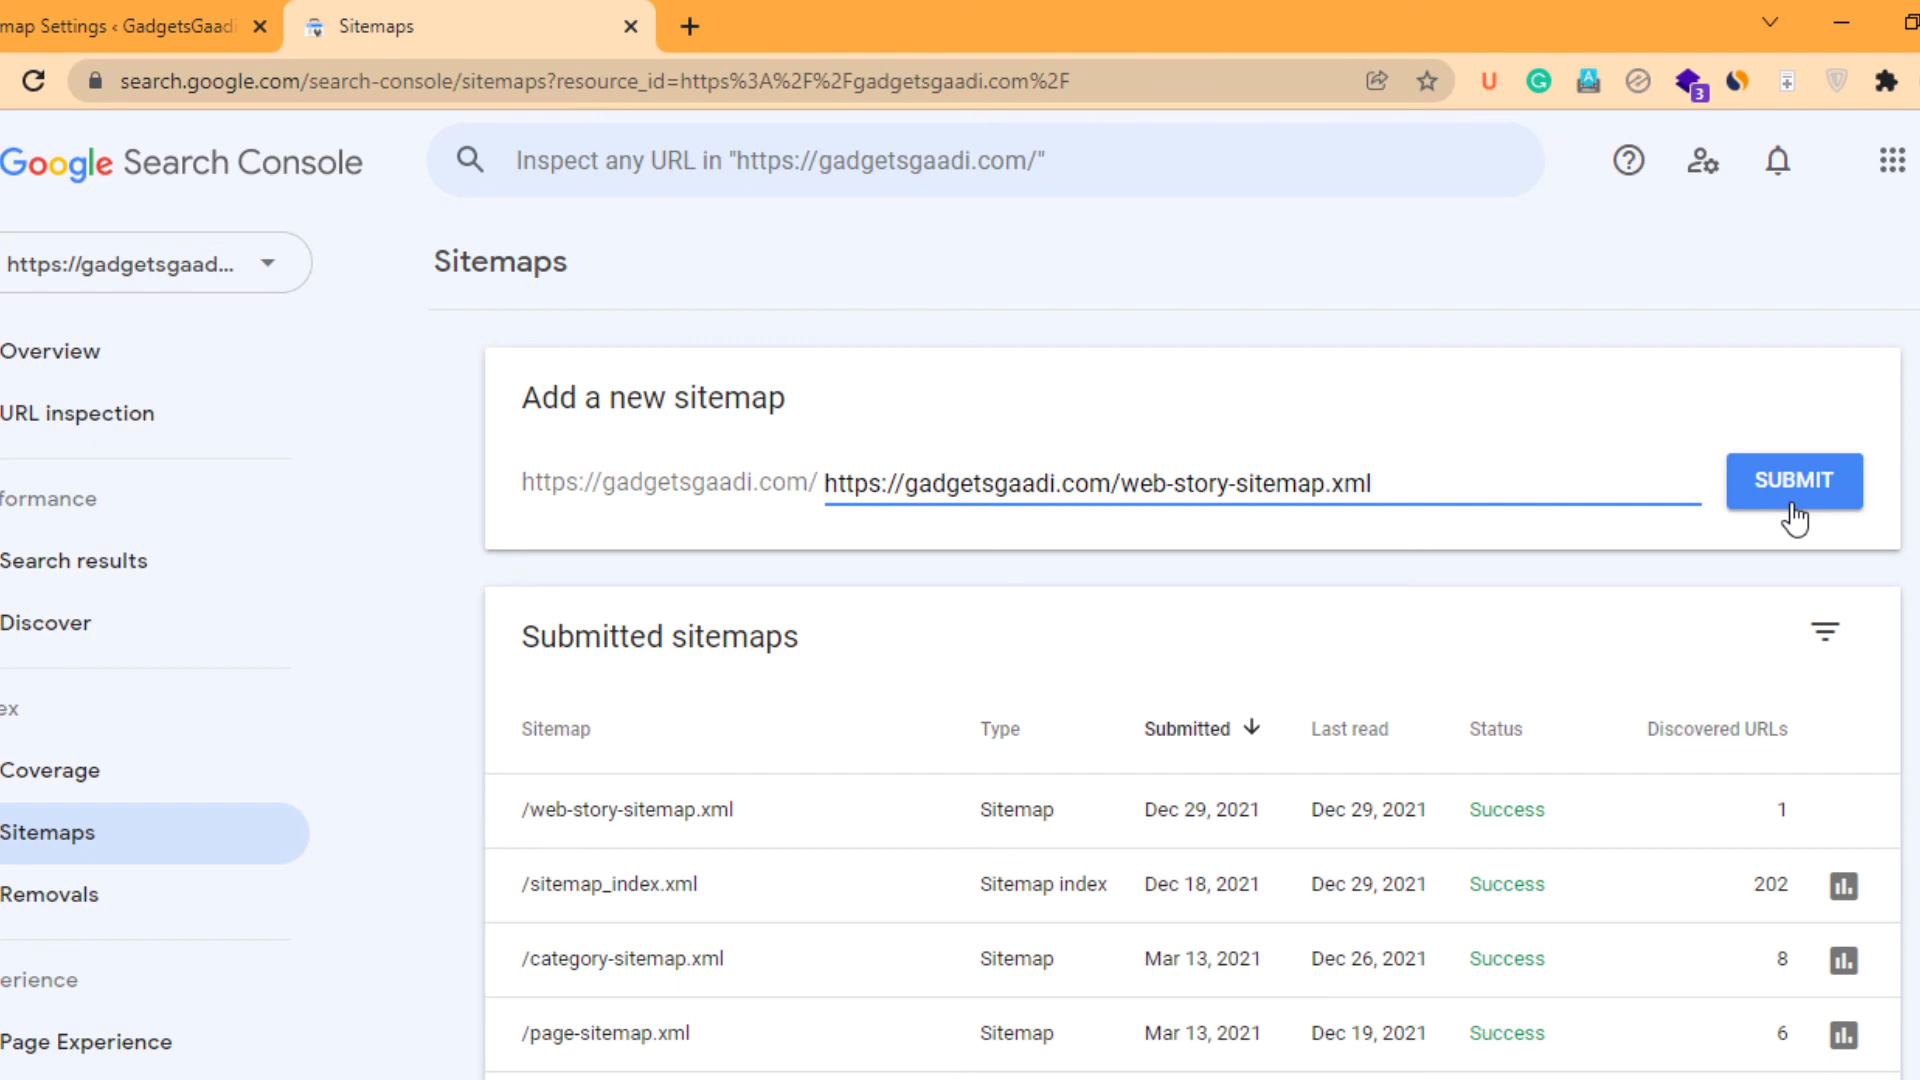 map Settings ‹ GadgetsGaadi
Sitemaps
search.google.com/search-console/sitemaps?resource_id=https%3A%2F%2Fgadgetsgaadi.com%2F
3
Google Search Console
Inspect any URL in "https://gadgetsgaadi.com/"
https://gadgetsgaad...
Sitemaps
Overview
URL inspection
formance
Search results
Discover
ex
Coverage
Sitemaps
Removals
erience
Page Experience
Add a new sitemap
https://gadgetsgaadi.com/ https://gadgetsgaadi.com/web-story-sitemap.xml
SUBMIT
Submitted sitemaps
Sitemap Type Submitted Last read Status Discovered URLs
/web-story-sitemap.xml Sitemap Dec 29, 2021 Dec 29, 2021 Success 1
/sitemap_index.xml Sitemap index Dec 18, 2021 Dec 29, 2021 Success 202
/category-sitemap.xml Sitemap Mar 13, 2021 Dec 26, 2021 Success 8
/page-sitemap.xml Sitemap Mar 13, 2021 Dec 19, 2021 Success 6